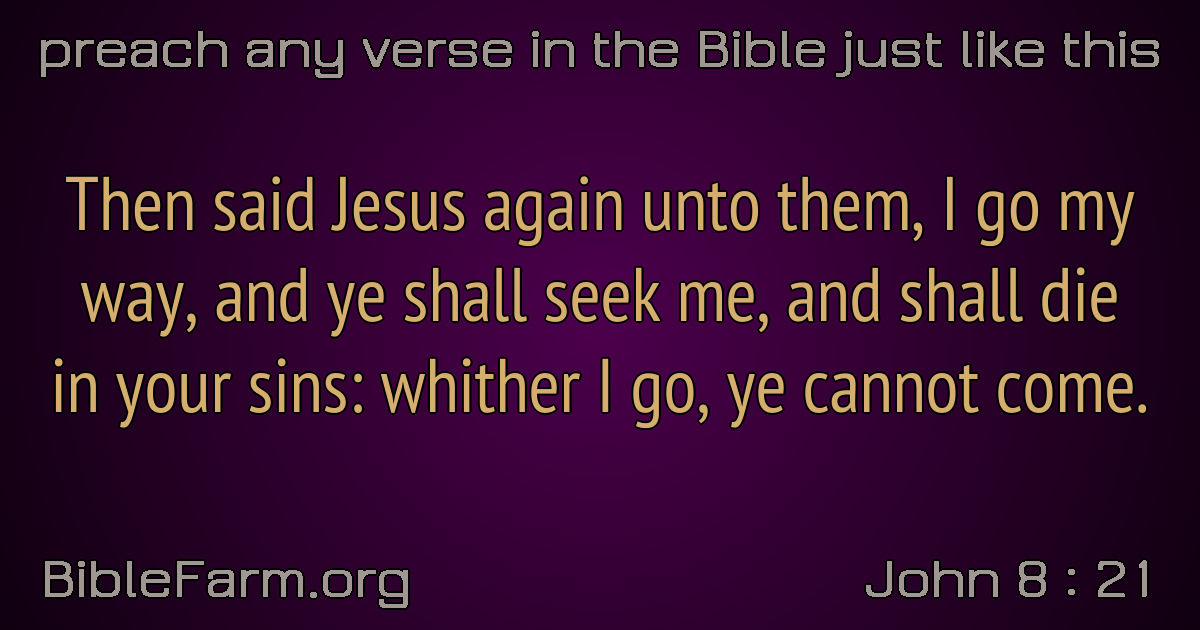 preach any verse in the Bible just like this
Then said Jesus again unto them, I go my
way, and ye shall seek me, and shall die
in your sins: whither I go, ye cannot come.
BibleFarm.org
John 8 : 21